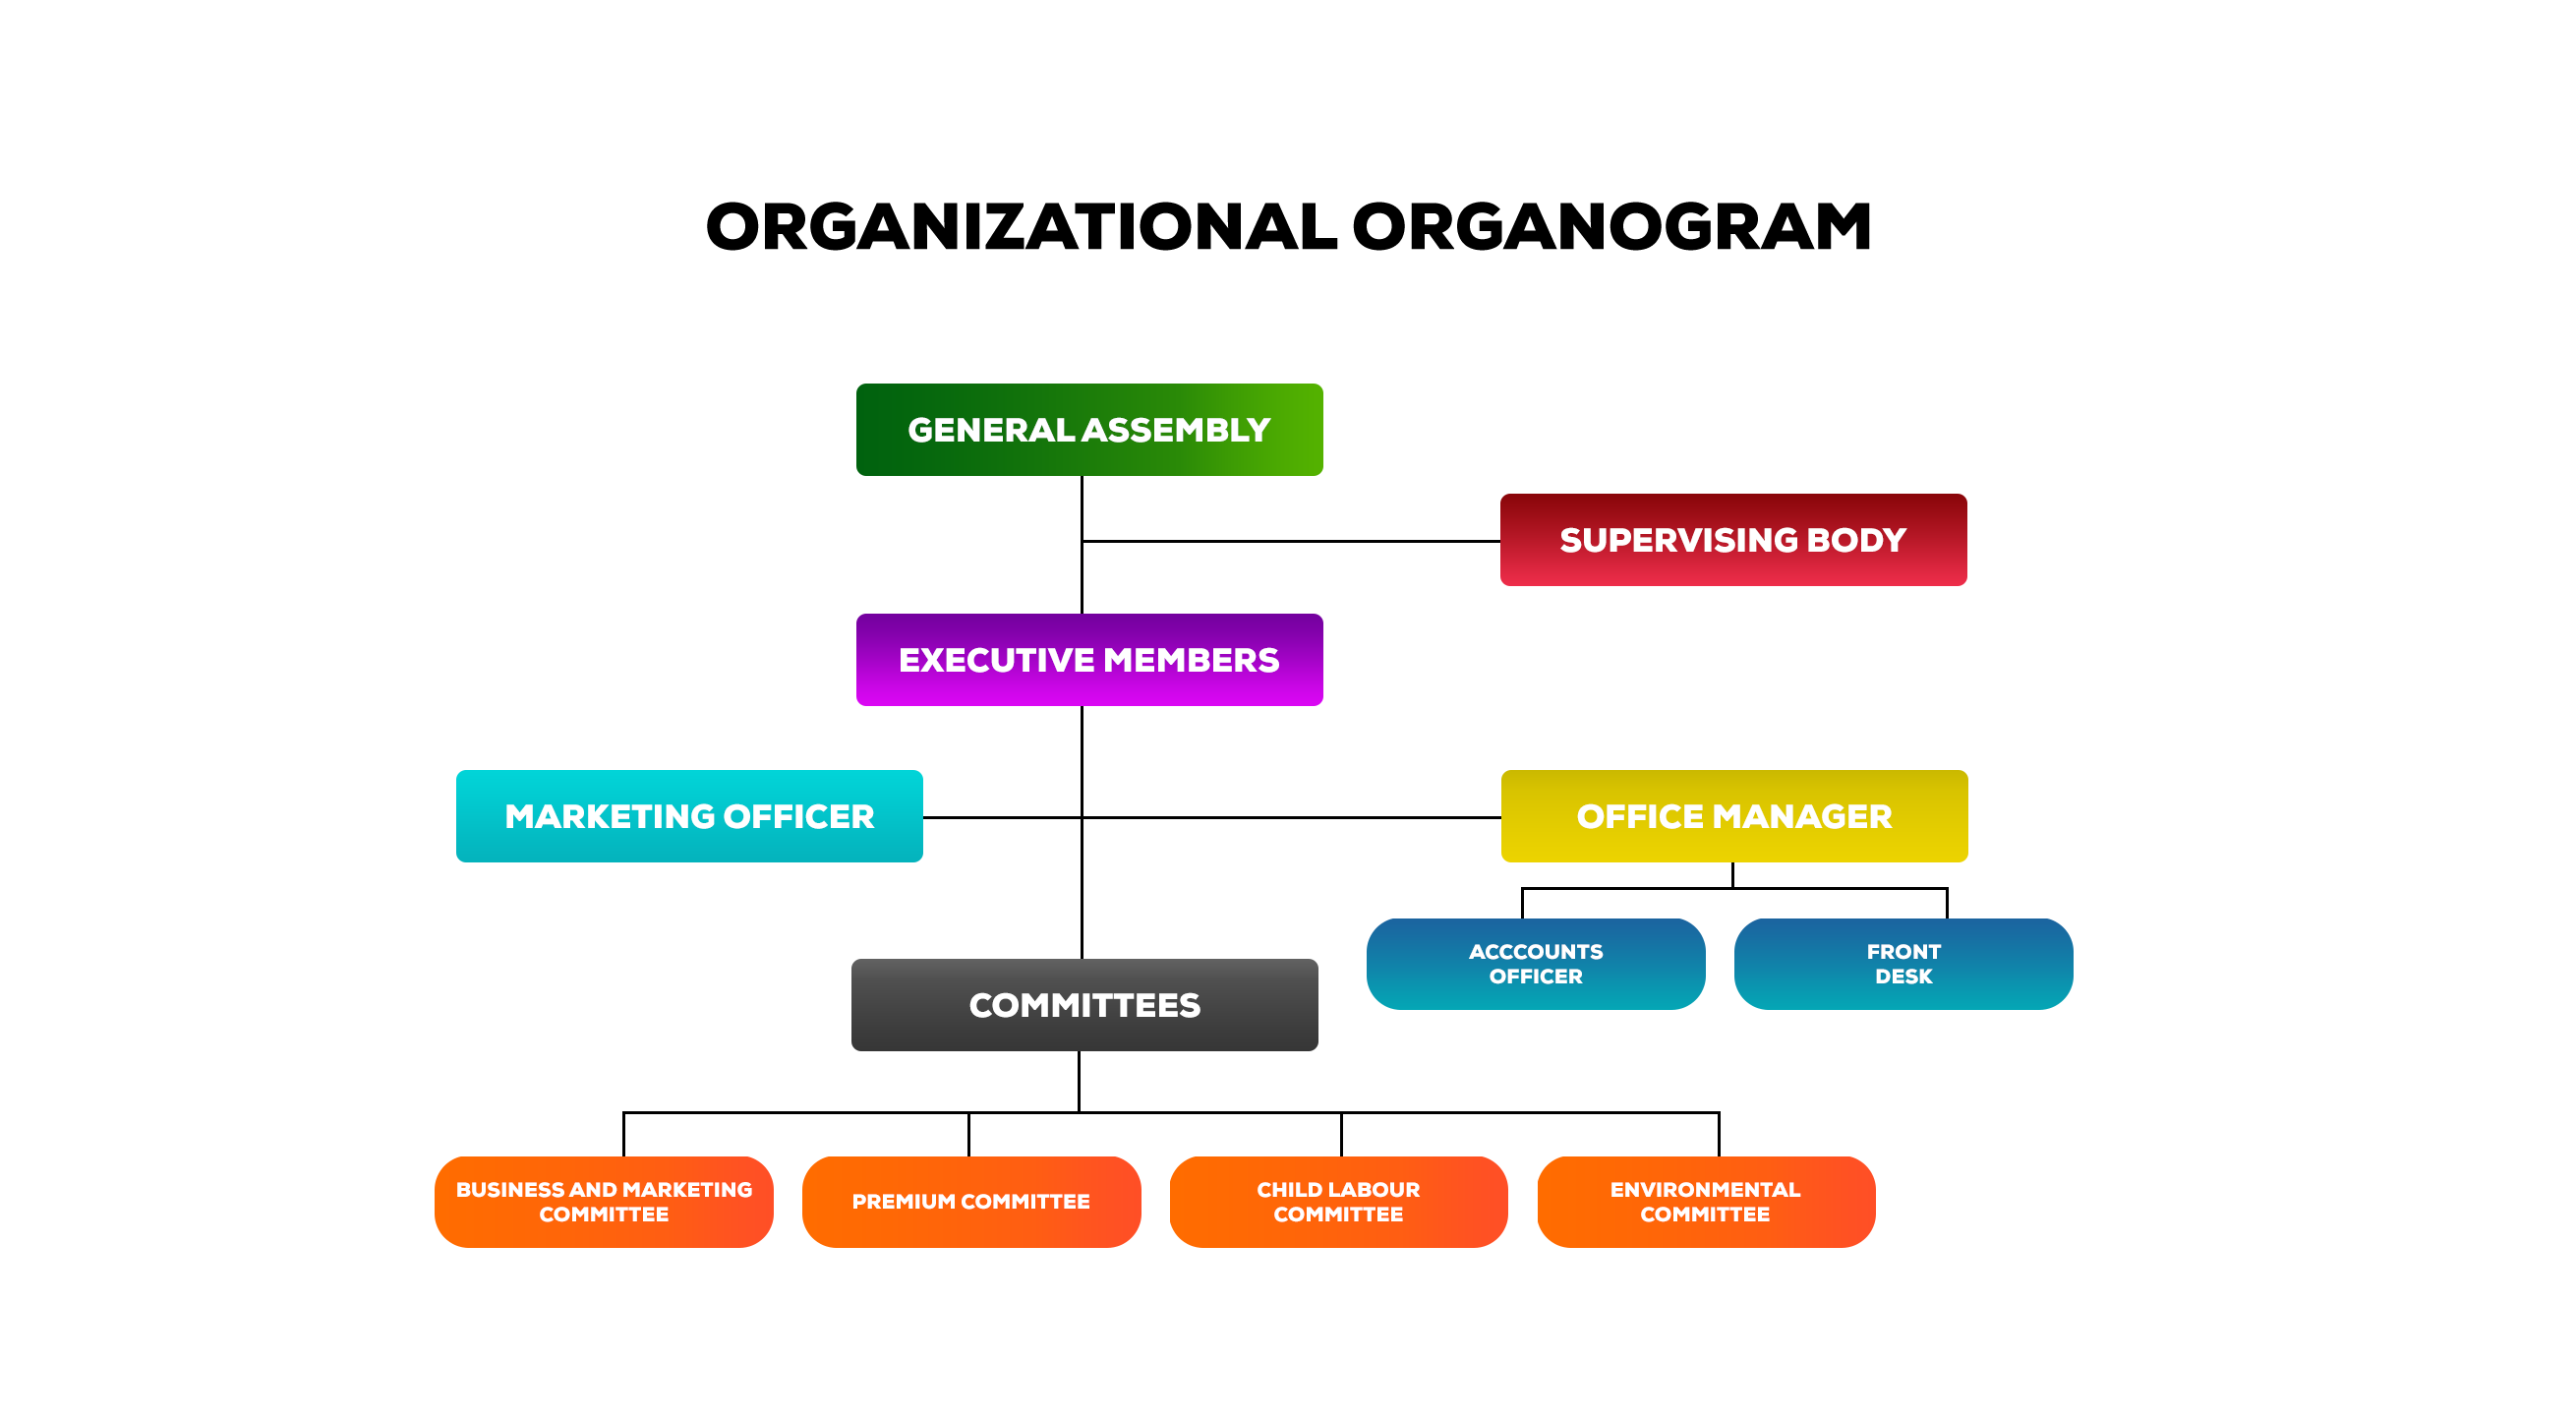 ORGANIZATIONAL ORGANOGRAM
GENERAL ASSEMBLY
SUPERVISING BODY
EXECUTIVE MEMBERS
MARKETING OFFICER
OFFICE MANAGER
ACCCOUNTS
OFFICER
FRONT
DESK
COMMITTEES
BUSINESS AND MARKETING
COMMITTEE
PREMIUM COMMITTEE
CHILD LABOUR
COMMITTEE
ENVIRONMENTAL
COMMITTEE